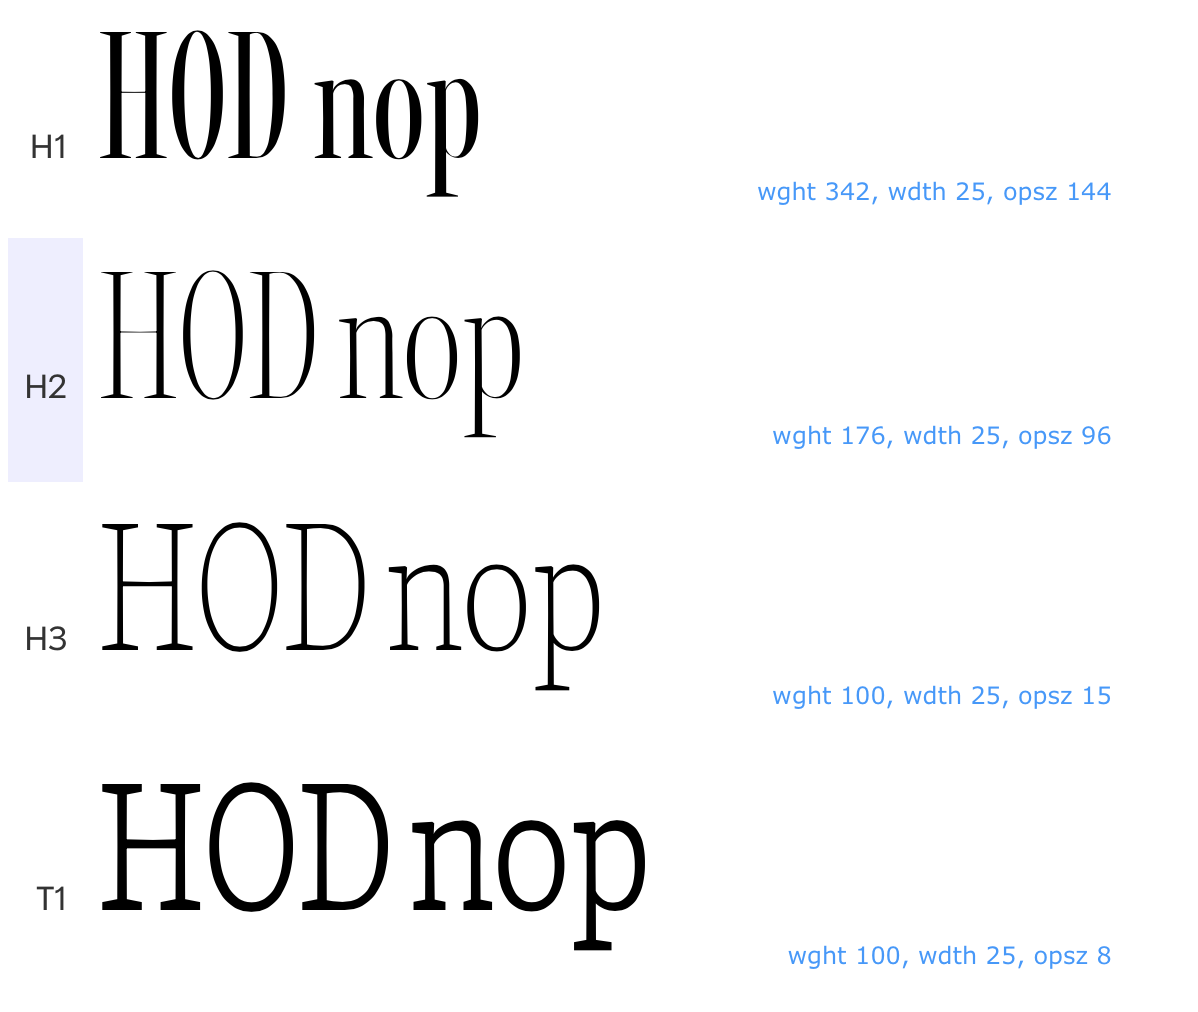 H1 HOD nop
wght 342, wdth 25, opsz 144
H2 HOD nop
wght 176, wdth 25, opsz 96
H3 HOD nop
wght 100, wdth 25, opsz 15
T1 HOD nop
wght 100, wdth 25, opsz 8